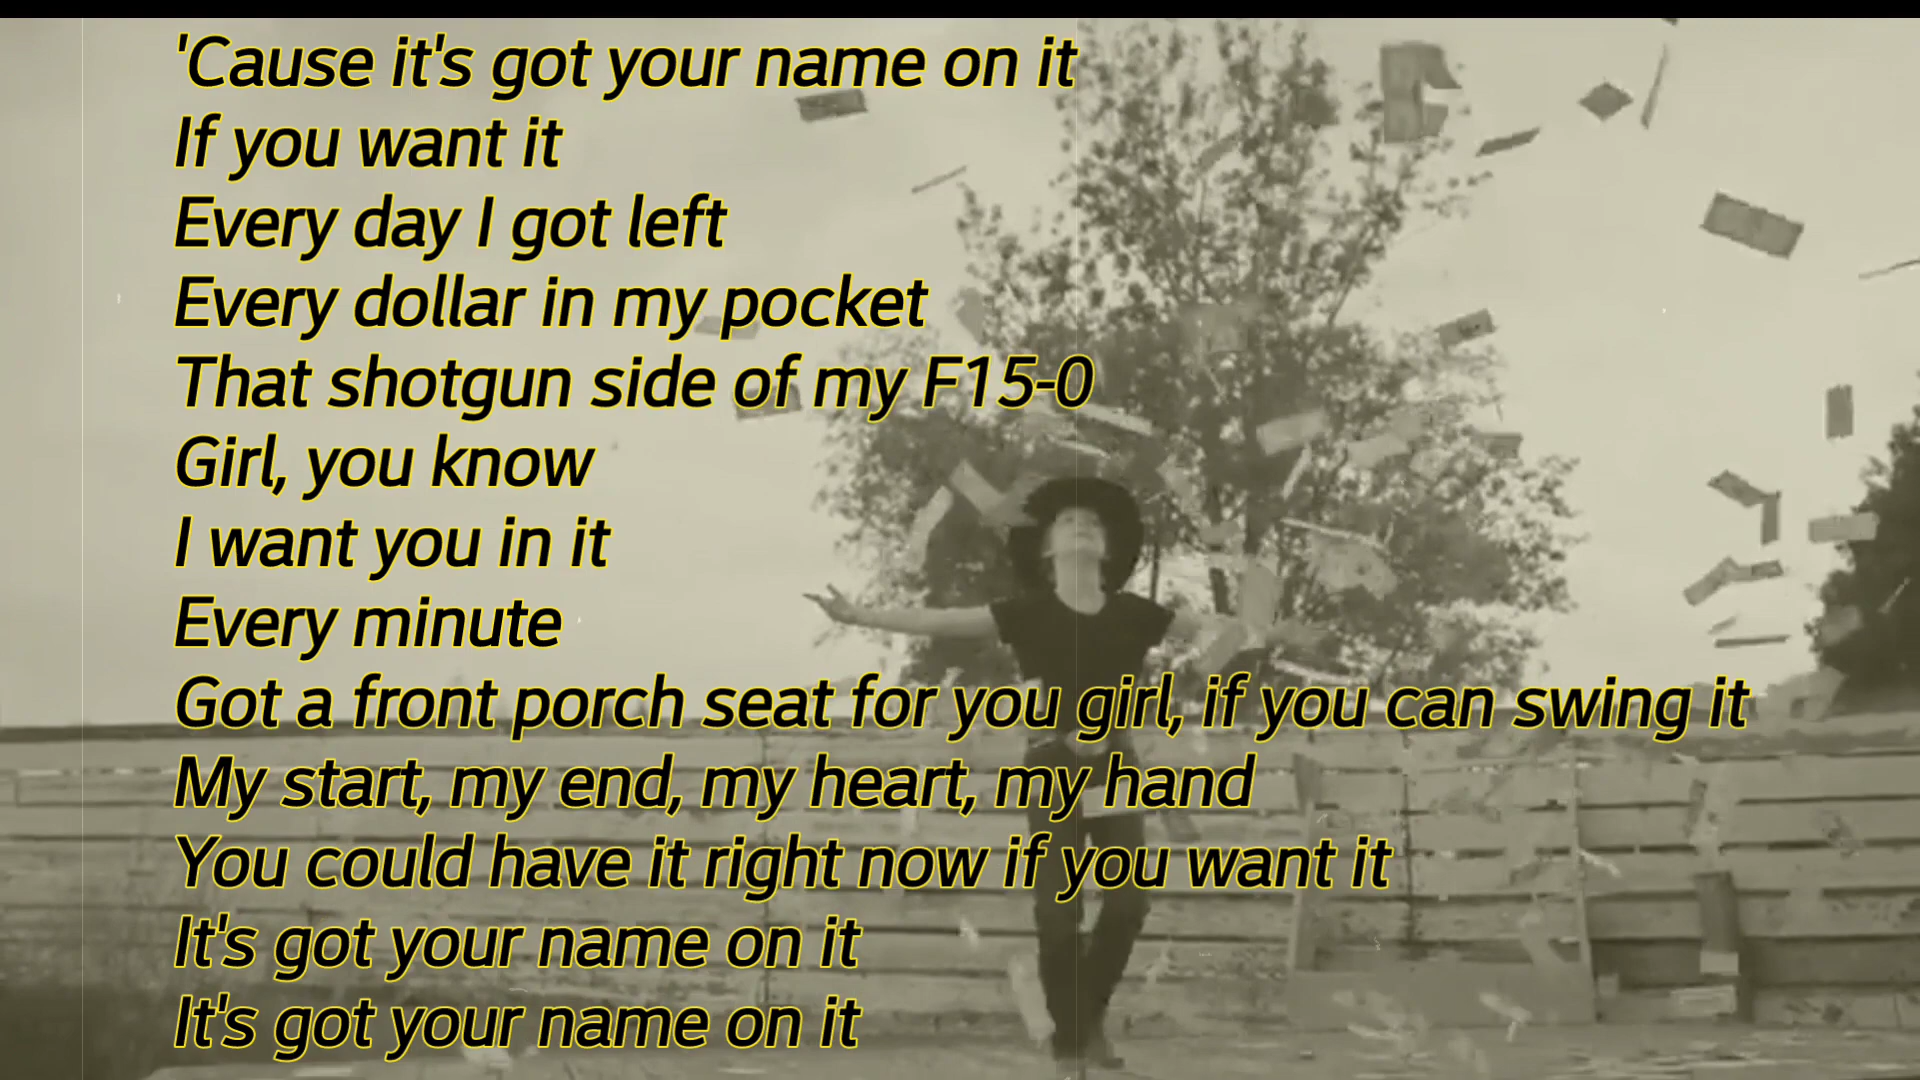 'Cause it's got your name on it
If you want it
Every day I got left
Every dollar in my pocket
That shotgun side of my F15-0
Girl, you know
I want you in it
Every minute
Got a front porch seat for you girl, if you can swing it
My start, my end, my heart, my hand
You could have it right now if you want it
It's got your name on it
It's got your name on it